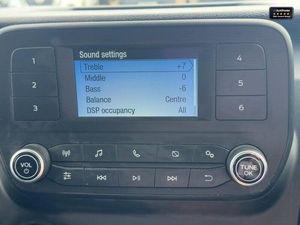 Sound settings
Treble +7
Middle 0
Bass -6
Balance Centre
DSP occupancy All
1
2
3
4
5
6
VOL
TUNE
OK